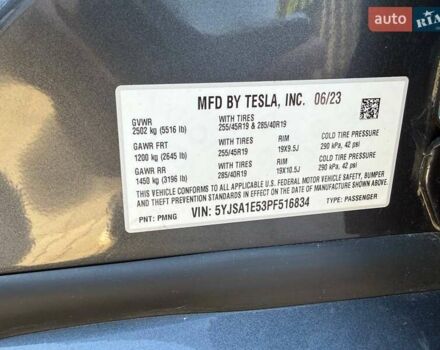 auto RIA
MFD BY TESLA, INC. 06/23
GVWR
2502 kg (5516 lb)
WITH TIRES
255/45R19 & 285/40R19
GAWR FRT
1200 kg (2645 lb)
WITH TIRES
255/45R19
RIM
19X9.5J
COLD TIRE PRESSURE
290 kPa, 42 psi
GAWR RR
1450 kg (3196 lb)
WITH TIRES
285/40R19
RIM
19X10.5J
COLD TIRE PRESSURE
290 kPa, 42 psi
THIS VEHICLE CONFORMS TO ALL APPLICABLE U.S. FEDERAL MOTOR VEHICLE SAFETY, BUMPER
AND THEFT PREVENTION STANDARDS IN EFFECT ON THE DATE OF MANUFACTURE SHOWN ABOVE.
PNT: PMNG
VIN: 5YJSA1E53PF516834
TYPE: PASSENGER